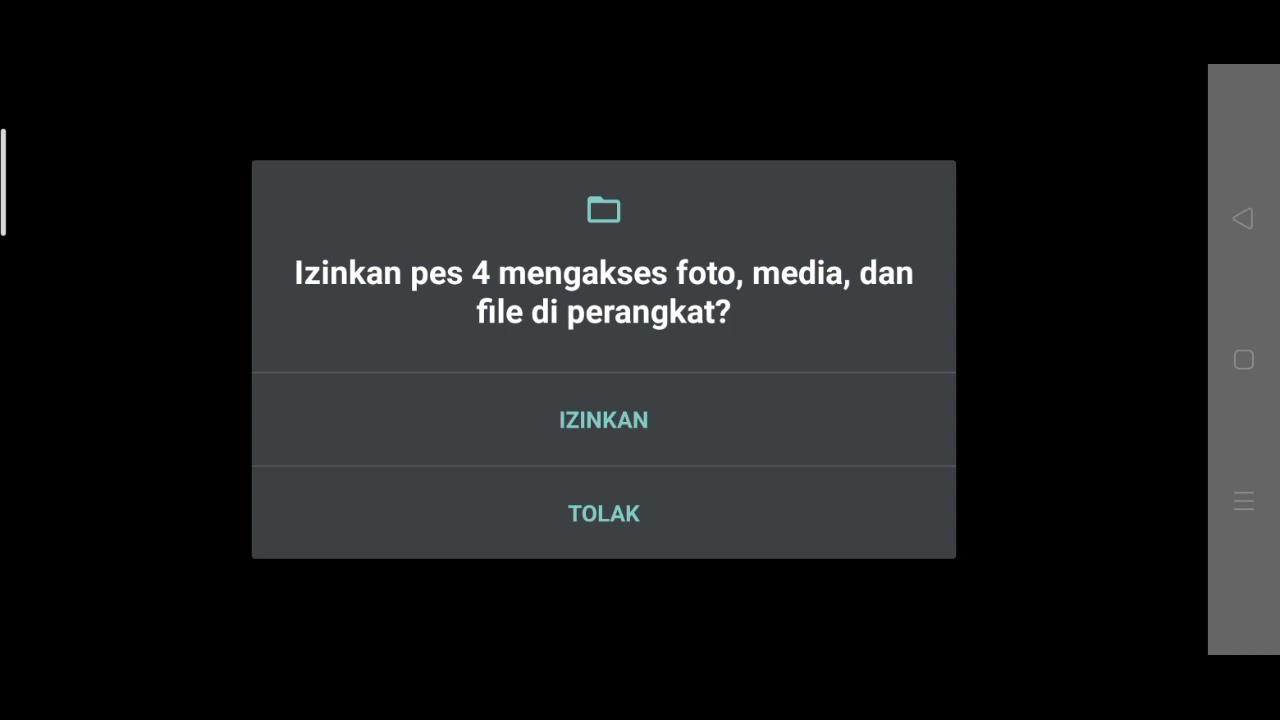 Izinkan pes 4 mengakses foto, media, dan
file di perangkat?
IZINKAN
TOLAK